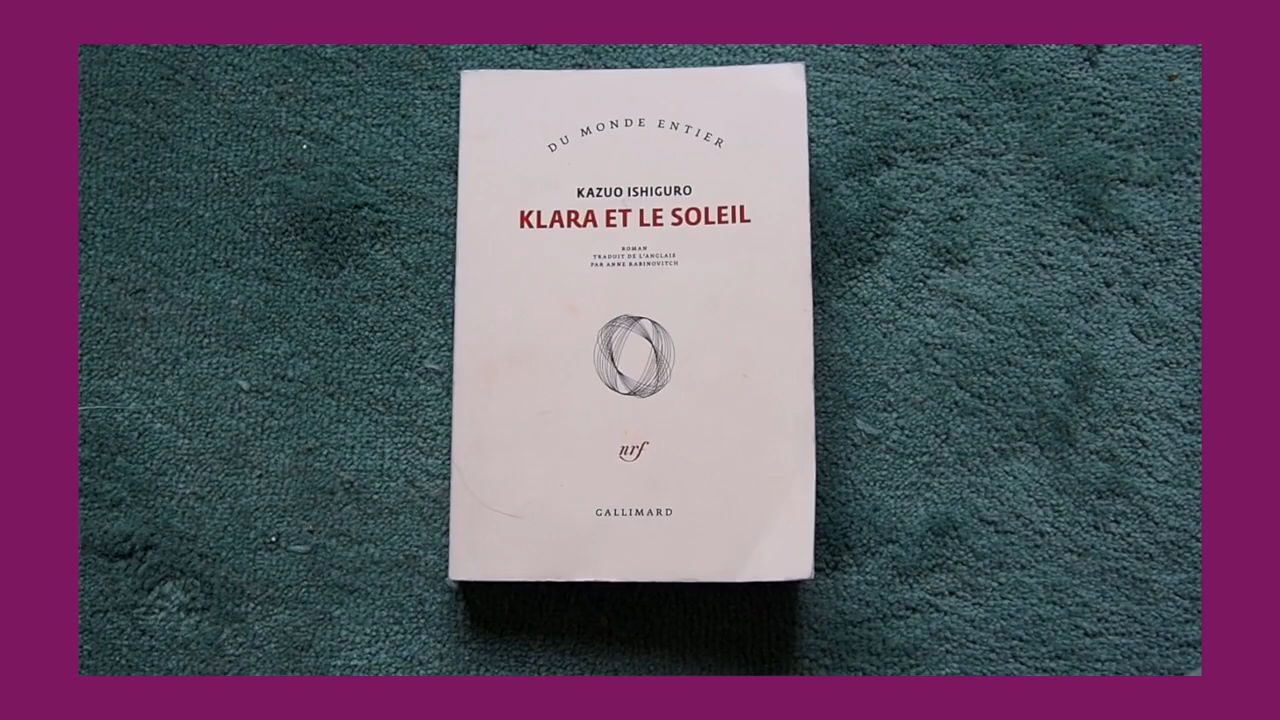 DU MONDE ENTIER
KAZUO ISHIGURO
KLARA ET LE SOLEIL
ROMAN
TRADUIT DE L'ANGLAIS
PAR ANNE RABINOVITCH
nrf
GALLIMARD